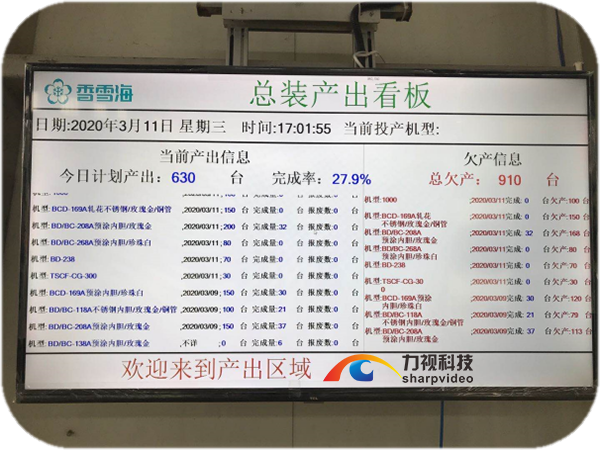 香雪海
总装产出看板
日期:2020年3月11日 星期三 时间:17:01:55 当前投产机型:
当前产出信息
今日计划产出: 630 台 完成率: 27.9%
机型:BCD-169A轧花不锈钢/玫瑰金/铜管 ;2020/03/11;150 台 完成量:0 台 报废数:0 台
机型:BD/BC-208A预涂内胆/玫瑰金 ;2020/03/11;200 台 完成量:32 台 报废数:0 台
机型:BD/BC-268A预涂内胆/珍珠白 ;2020/03/11;80 台 完成量:0 台 报废数:0 台
机型:BD-238 ;2020/03/11;70 台 完成量:0 台 报废数:0 台
机型:TSCF-CG-300 ;2020/03/11;30 台 完成量:0 台 报废数:0 台
机型:BCD-169A预涂内胆/珍珠白 ;2020/03/09;150 台 完成量:30 台 报废数:0 台
机型:BD/BC-118A不锈钢内胆/玫瑰金/铜管 ;2020/03/09;100 台 完成量:21 台 报废数:0 台
机型:BD/BC-208A预涂内胆/玫瑰金 ;2020/03/09;150 台 完成量:37 台 报废数:0 台
机型:BD/BC-138A预涂内胆/玫瑰金 ;不详 ;0 台 完成量:6 台 报废数:0 台
欠产信息
总欠产: 910 台
机型:1000 ;2020/03/11完成: 0 台欠产:100 台
机型:BCD-169A轧花
不锈钢/玫瑰金/铜管 ;2020/03/11完成: 0 台欠产:150 台
机型:BD/BC-208A
预涂内胆/玫瑰金 ;2020/03/11完成: 32 台欠产:168 台
机型:BD/BC-268A
预涂内胆/珍珠白 ;2020/03/11完成: 0 台欠产:80 台
机型:BD-238 ;2020/03/11完成: 0 台欠产:70 台
机型:TSCF-CG-30
0 ;2020/03/11完成: 0 台欠产:30 台
机型:BCD-169A预涂
内胆/珍珠白 ;2020/03/09完成: 30 台欠产:120 台
机型:BD/BC-118A
不锈钢内胆/玫瑰金/铜管 ;2020/03/09完成: 21 台欠产:79 台
机型:BD/BC-208A
预涂内胆/玫瑰金 ;2020/03/09完成: 37 台欠产:113 台
欢迎来到产出区域
力视科技
sharpvideo